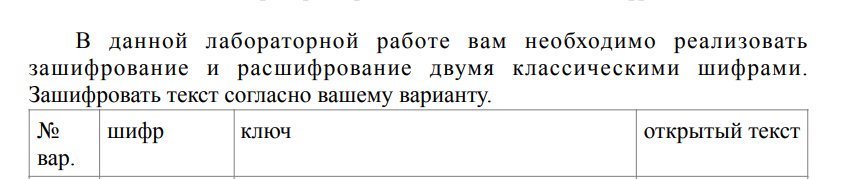 В данной лабораторной работе вам необходимо реализовать
зашифрование и расшифрование двумя классическими шифрами.
Зашифровать текст согласно вашему варианту.
№ вар. шифр ключ открытый текст